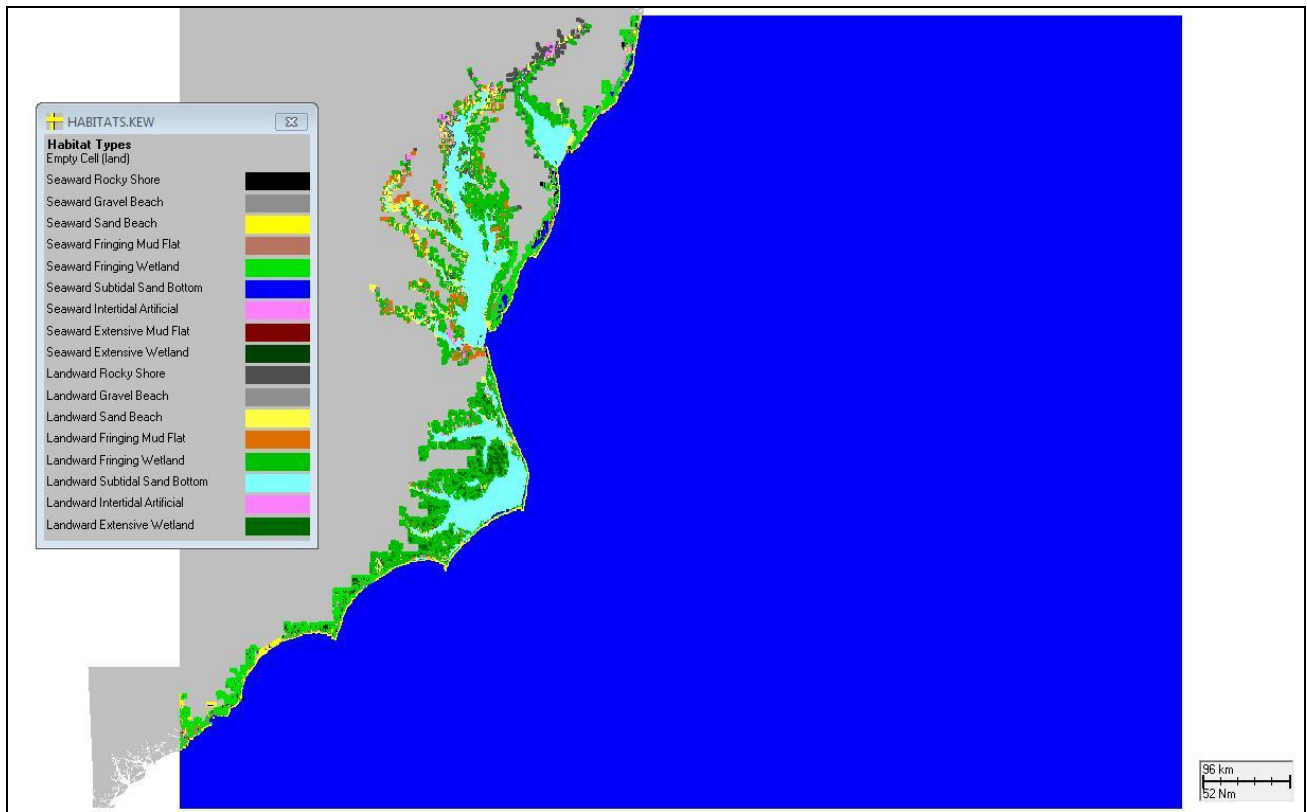 HABITATS.KEW
Habitat Types
Empty Cell (land)
Seaward Rocky Shore
Seaward Gravel Beach
Seaward Sand Beach
Seaward Fringing Mud Flat
Seaward Fringing Wetland
Seaward Subtidal Sand Bottom
Seaward Intertidal Artificial
Seaward Extensive Mud Flat
Seaward Extensive Wetland
Landward Rocky Shore
Landward Gravel Beach
Landward Sand Beach
Landward Fringing Mud Flat
Landward Fringing Wetland
Landward Subtidal Sand Bottom
Landward Intertidal Artificial
Landward Extensive Wetland
96 km
52 Nm